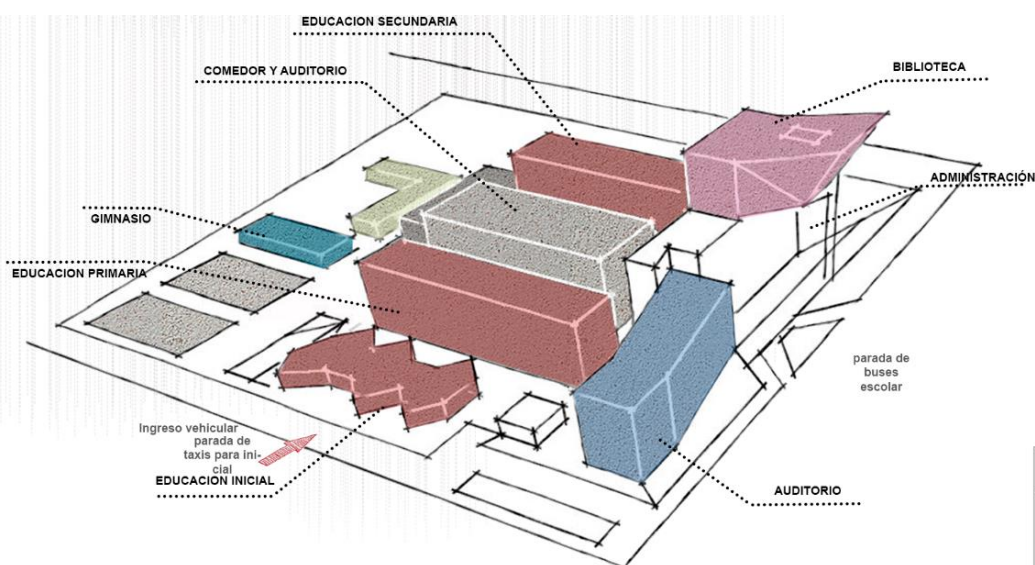 EDUCACION SECUNDARIA
COMEDOR Y AUDITORIO
BIBLIOTECA
ADMINISTRACIÓN
GIMNASIO
EDUCACION PRIMARIA
parada de
buses
escolar
Ingreso vehicular
parada de
taxis para ini-
cial
EDUCACION INICIAL
AUDITORIO